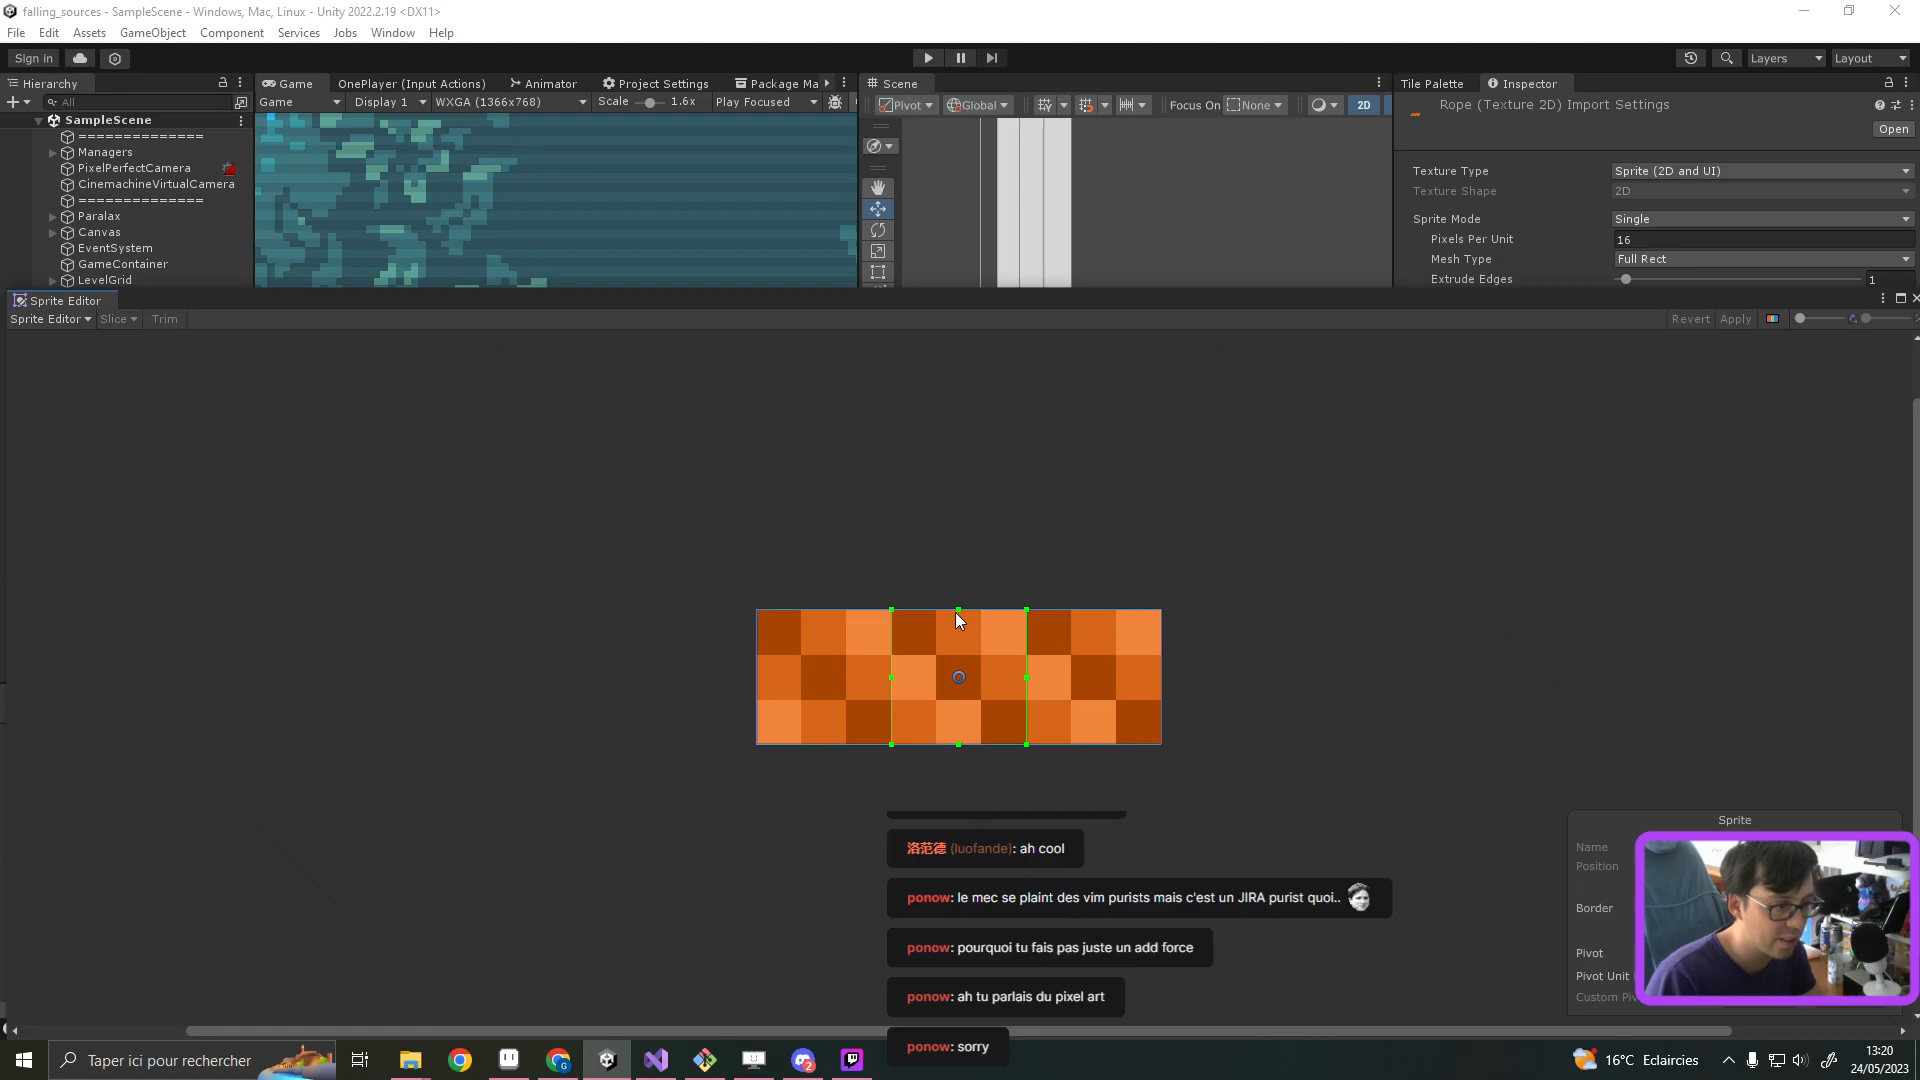 falling_sources - SampleScene - Windows, Mac, Linux - Unity 2022.2.19 <DX11>
File Edit Assets GameObject Component Services Jobs Window Help
Sign in
Layers
Layout
Hierarchy
Game
OnePlayer (Input Actions)
Animator
Project Settings
Package Ma
Scene
Tile Palette
Inspector
All
Game
Display 1
WXGA (1366x768)
Scale
1.6x
Play Focused
Pivot
Global
Focus On
None
2D
Rope (Texture 2D) Import Settings
Open
SampleScene
==============
Managers
PixelPerfectCamera
CinemachineVirtualCamera
==============
Paralax
Canvas
EventSystem
GameContainer
LevelGrid
Texture Type
Sprite (2D and UI)
Texture Shape
2D
Sprite Mode
Single
Pixels Per Unit
16
Mesh Type
Full Rect
Extrude Edges
1
Sprite Editor
Sprite Editor
Slice
Trim
Revert
Apply
洛范德 (luofande): ah cool
ponow: le mec se plaint des vim purists mais c'est un JIRA purist quoi..
ponow: pourquoi tu fais pas juste un add force
ponow: ah tu parlais du pixel art
ponow: sorry
Sprite
Name
Position
Border
Pivot
Pivot Unit
Custom Piv
Taper ici pour rechercher
2
16°C Eclaircies
13:20
24/05/2023